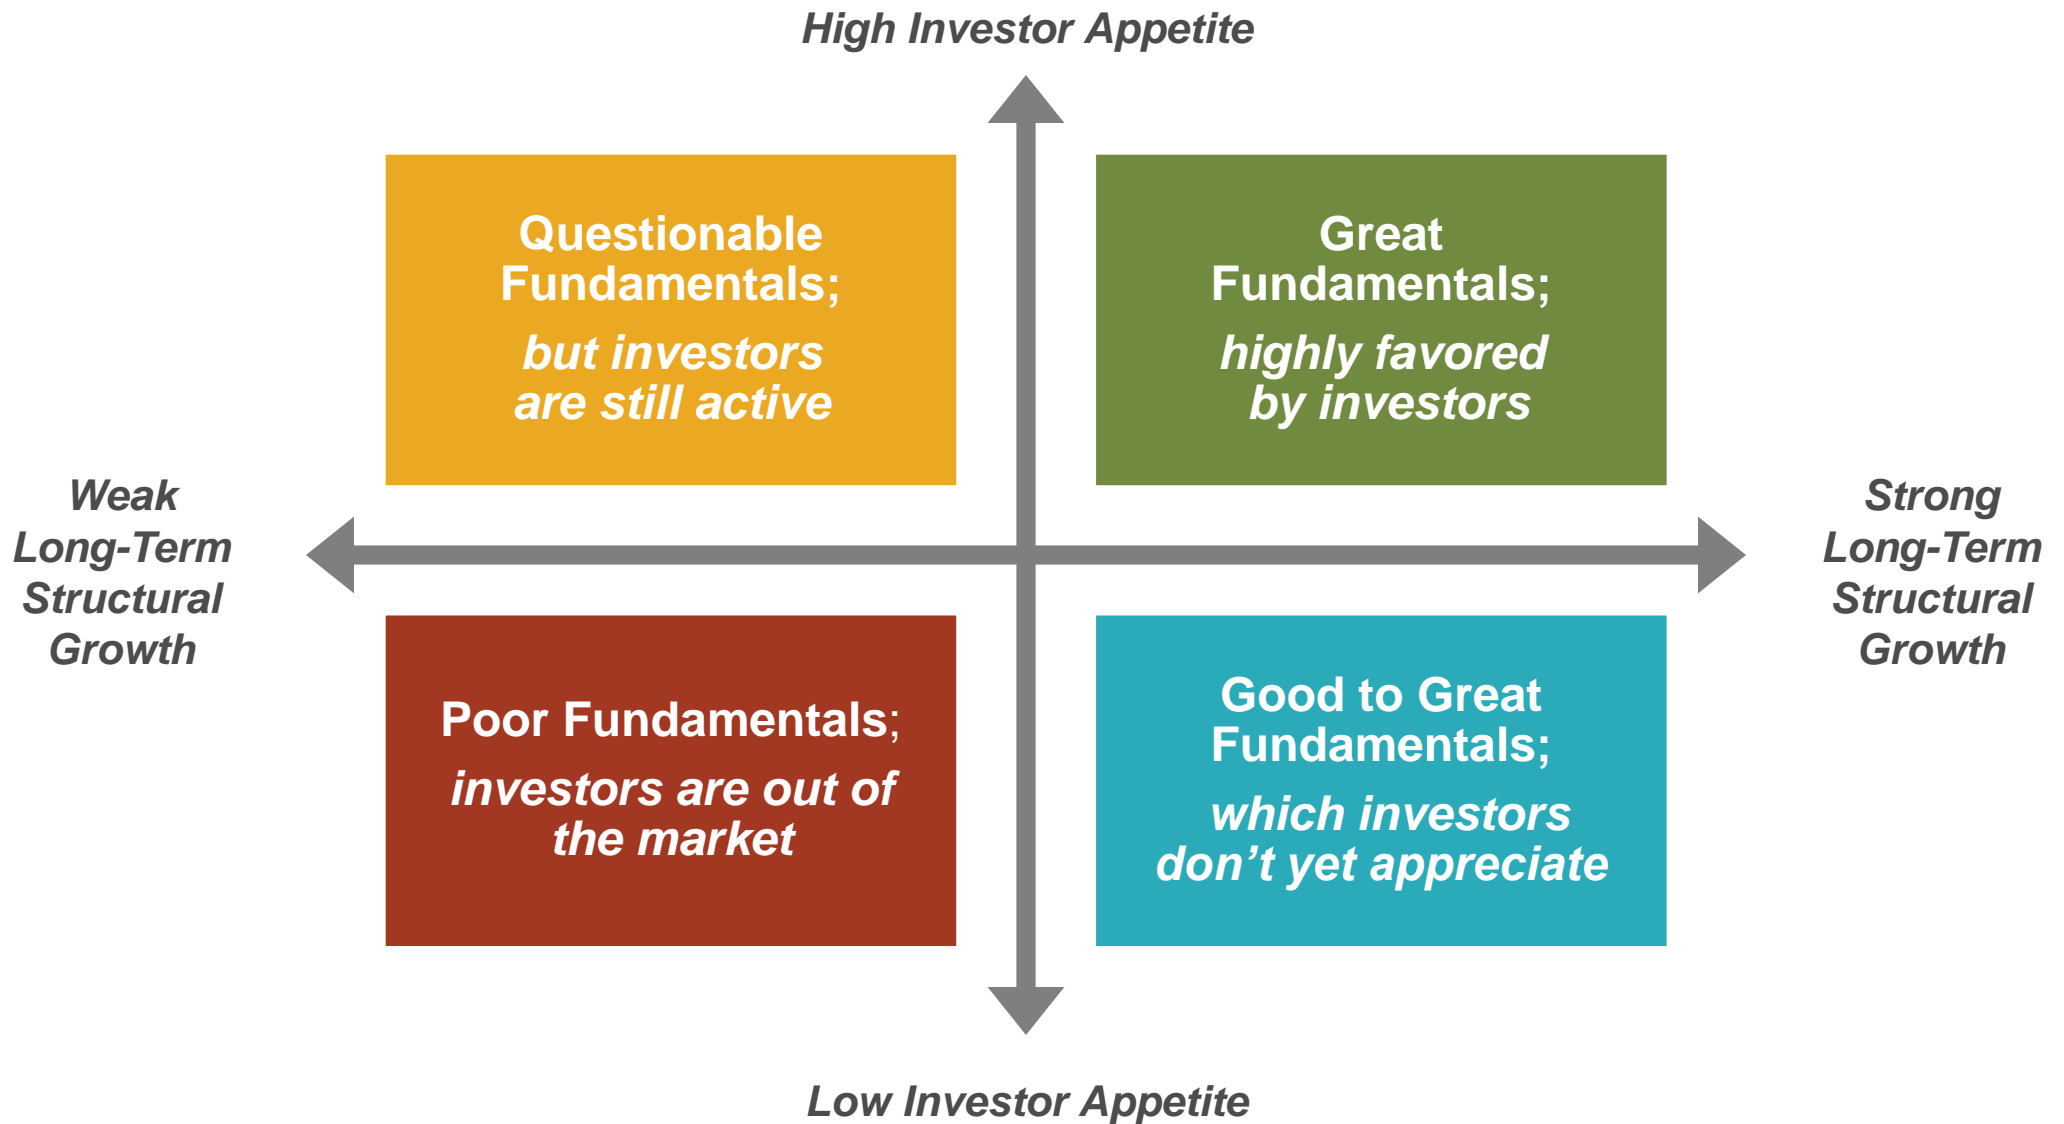 High Investor Appetite
Questionable
Fundamentals;
but investors
are still active
Great
Fundamentals;
highly favored
by investors
Weak
Long-Term
Structural
Growth
Strong
Long-Term
Structural
Growth
Poor Fundamentals;
investors are out of
the market
Good to Great
Fundamentals;
which investors
don’t yet appreciate
Low Investor Appetite